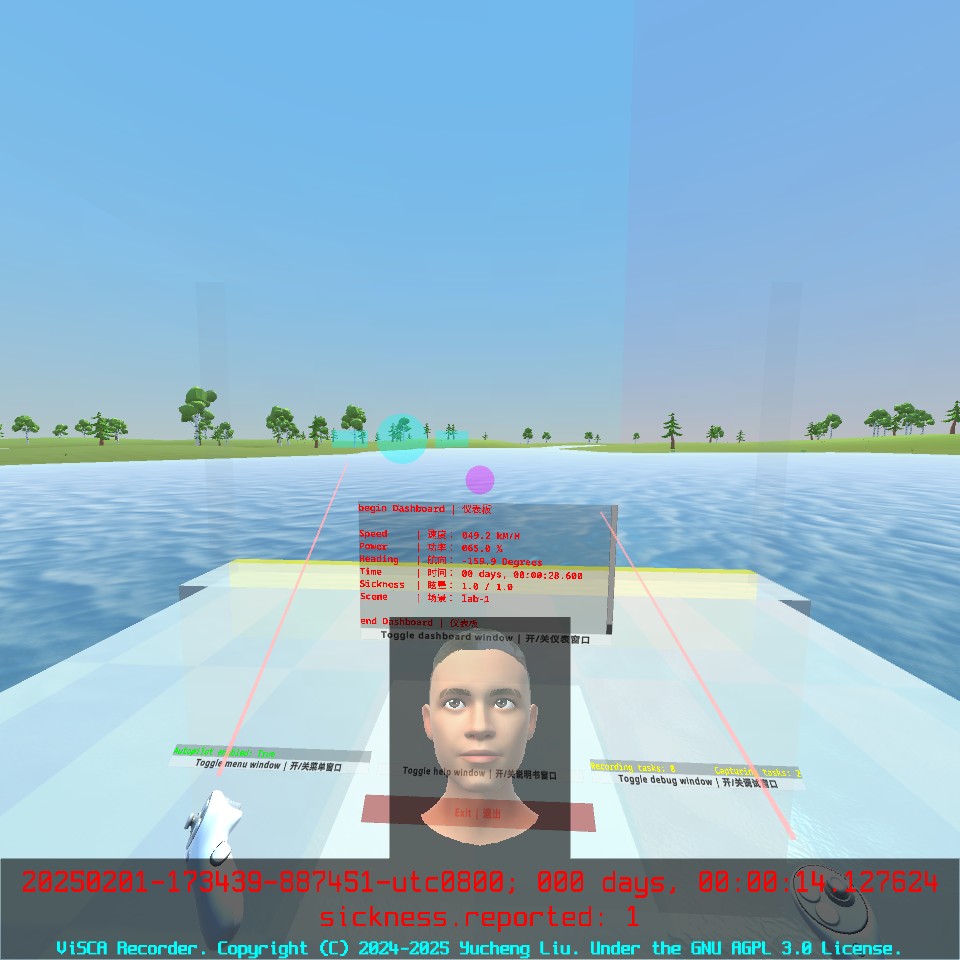 begin Dashboard | 仪表板
Speed | 速度: 049.2 kM/H
Power | 功率: 065.0 %
Heading | 航向: -159.9 Degrees
Time | 时间: 00 days, 00:00:28.600
Sickness | 眩晕: 1.0 / 1.0
Scene | 场景: lab-1
end Dashboard | 仪表板
Toggle dashboard window | 开/关仪表窗口
Autopilot enabled: True
Toggle menu window | 开/关菜单窗口
Toggle help window | 开/关说明书窗口
Recording tasks: 0 Capturing tasks: 2
Toggle debug window | 开/关调试窗口
Exit | 退出
20250201-173439-887451-utc0800; 000 days, 00:00:14.127624
sickness.reported: 1
ViSCA Recorder. Copyright (C) 2024-2025 Yucheng Liu. Under the GNU AGPL 3.0 License.